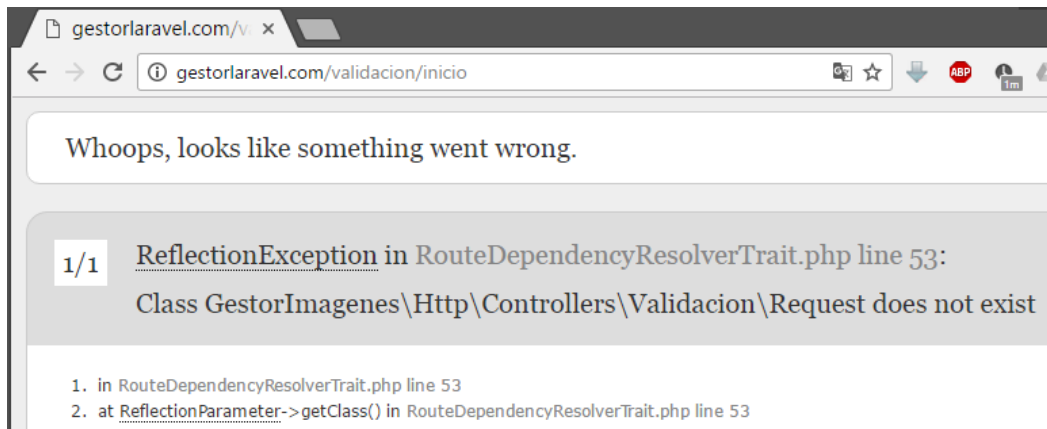 gestorlaravel.com/v
gestorlaravel.com/validacion/inicio
ABP
1m
Whoops, looks like something went wrong.
1/1
ReflectionException in RouteDependencyResolverTrait.php line 53:
Class GestorImagenes\Http\Controllers\Validacion\Request does not exist
1. in RouteDependencyResolverTrait.php line 53
2. at ReflectionParameter->getClass() in RouteDependencyResolverTrait.php line 53